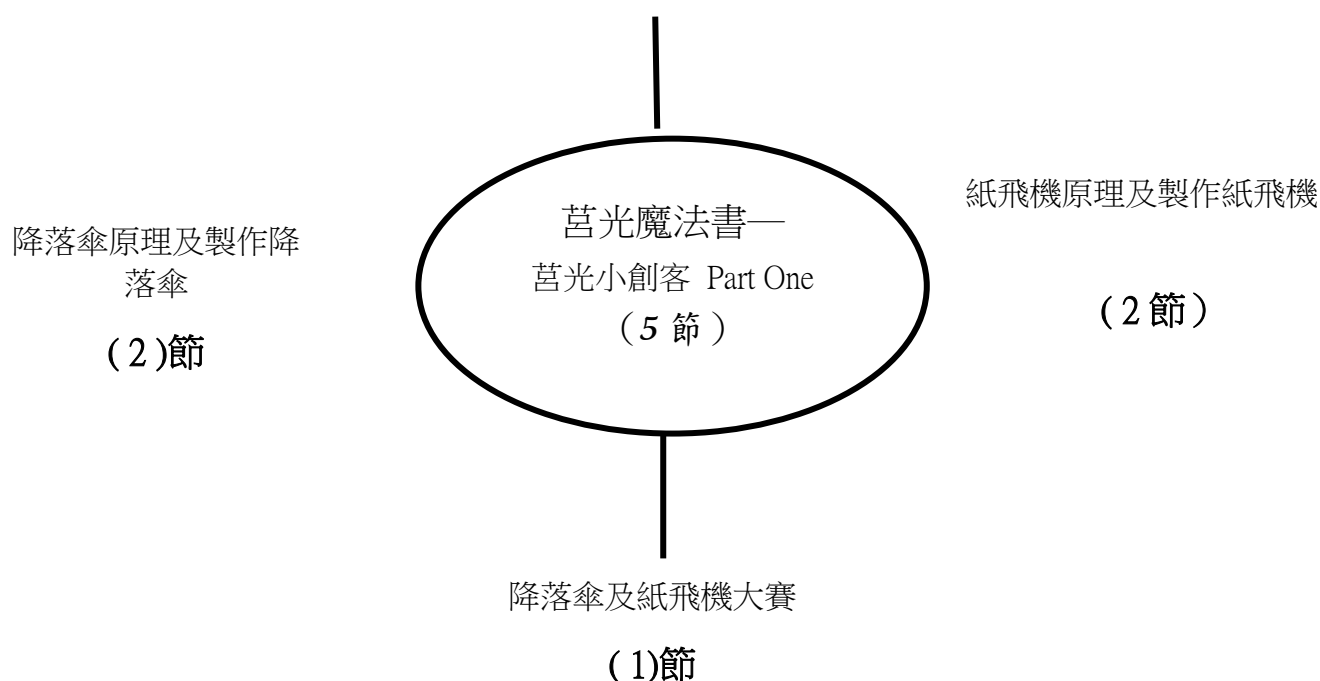 莒光魔法書—
莒光小創客 Part One
（5 節）
降落傘原理及製作降
落傘
(2)節
紙飛機原理及製作紙飛機
(2節)
降落傘及紙飛機大賽
(1)節